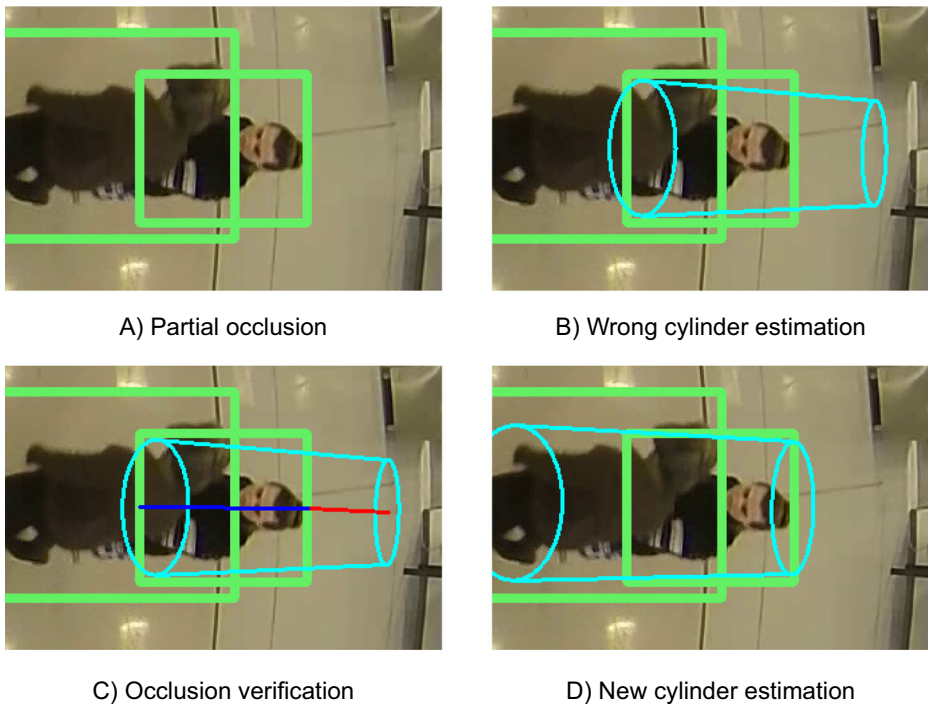 A) Partial occlusion
B) Wrong cylinder estimation
C) Occlusion verification
D) New cylinder estimation